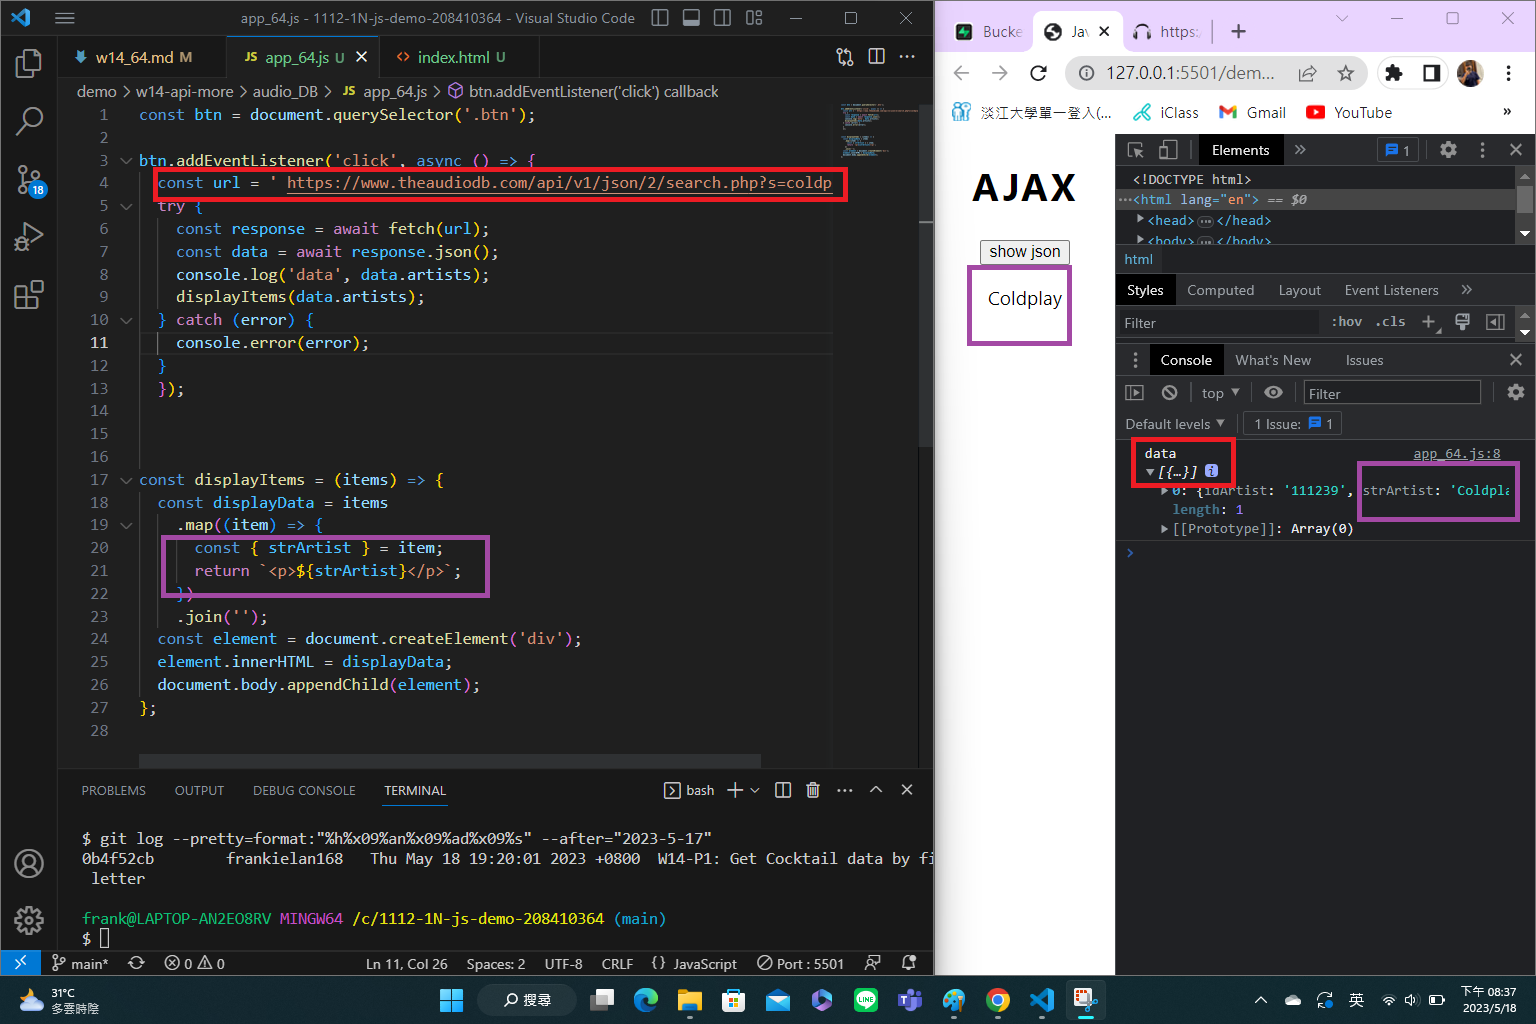 app_64.js - 1112-1N-js-demo-208410364 - Visual Studio Code
w14_64.md M
JS app_64.js U
<> index.html U
demo > w14-api-more > audio_DB > JS app_64.js > btn.addEventListener('click') callback
1 const btn = document.querySelector('.btn');
2
3 btn.addEventListener('click', async () => {
4 const url = ' https://www.theaudiodb.com/api/v1/json/2/search.php?s=coldp
5 try {
6 const response = await fetch(url);
7 const data = await response.json();
8 console.log('data', data.artists);
9 displayItems(data.artists);
10 } catch (error) {
11 console.error(error);
12 }
13 });
14
15
16
17 const displayItems = (items) => {
18 const displayData = items
19 .map((item) => {
20 const { strArtist } = item;
21 return `<p>${strArtist}</p>`;
22 })
23 .join('');
24 const element = document.createElement('div');
25 element.innerHTML = displayData;
26 document.body.appendChild(element);
27 };
28
18
PROBLEMS OUTPUT DEBUG CONSOLE TERMINAL
bash
$ git log --pretty=format:"%h%x09%an%x09%ad%x09%s" --after="2023-5-17"
0b4f52cb frankielan168 Thu May 18 19:20:01 2023 +0800 W14-P1: Get Cocktail data by fi
letter
frank@LAPTOP-AN2EO8RV MINGW64 /c/1112-1N-js-demo-208410364 (main)
$
main* 0 0 Ln 11, Col 26 Spaces: 2 UTF-8 CRLF {} JavaScript Port : 5501
Bucke
Jav
https:
127.0.0.1:5501/dem...
淡江大學單一登入(... iClass Gmail YouTube »
AJAX
show json
Coldplay
Elements » 1
<!DOCTYPE html>
<html lang="en"> == $0
<head> </head>
<body> </body>
html
Styles Computed Layout Event Listeners »
Filter :hov .cls
Console What's New Issues
top Filter
Default levels 1 Issue: 1
data app_64.js:8
[{…}] i
0: {idArtist: '111239', strArtist: 'Coldpla
length: 1
[[Prototype]]: Array(0)
31°C
多雲時陰
搜尋
LINE
英
下午 08:37
2023/5/18